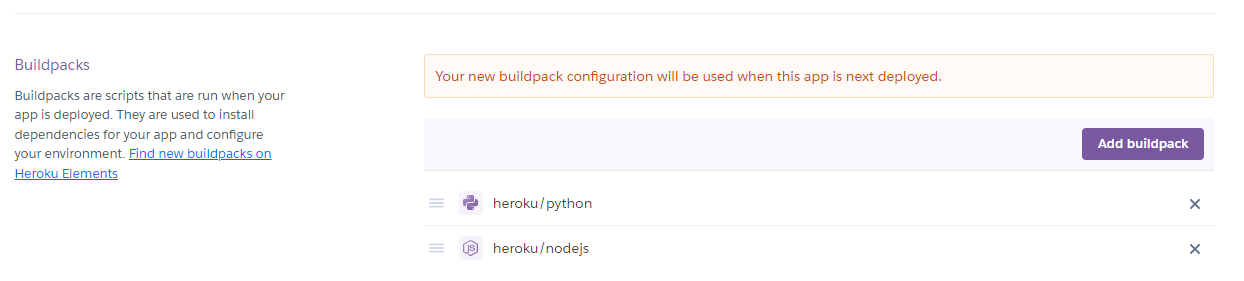 Buildpacks
Buildpacks are scripts that are run when your
app is deployed. They are used to install
dependencies for your app and configure
your environment. Find new buildpacks on
Heroku Elements
Your new buildpack configuration will be used when this app is next deployed.
Add buildpack
heroku/python
heroku/nodejs